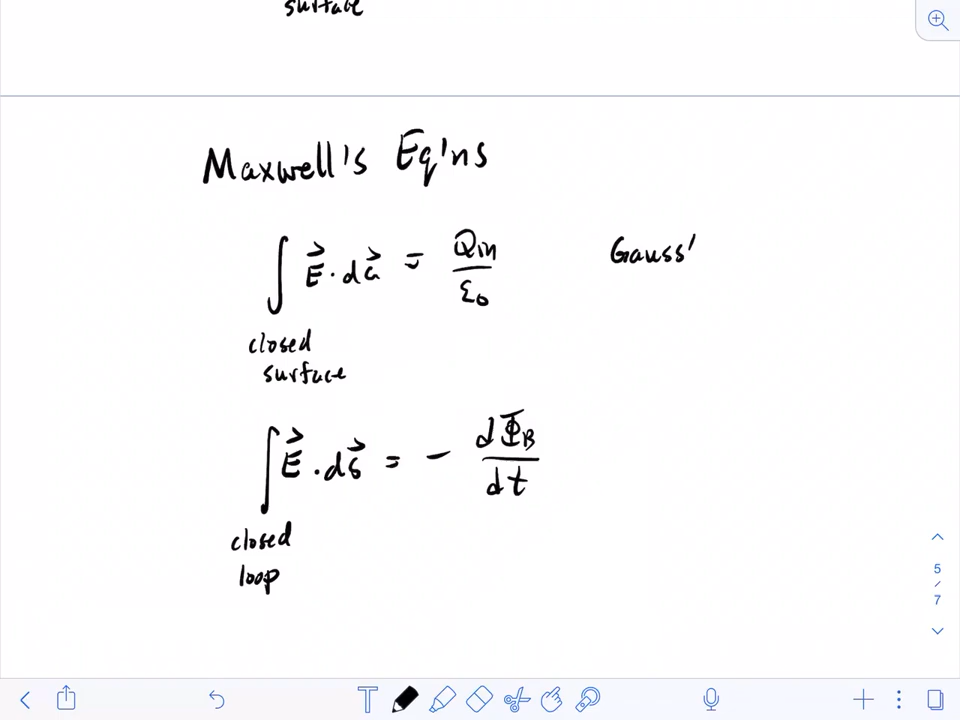 surface
Maxwell's Eq'ns
∫ E⃗ · da⃗ = Qin/ε0 Gauss'
closed
surface
∫ E⃗ · ds⃗ = - dΦB/dt
closed
loop
5
/
7
T